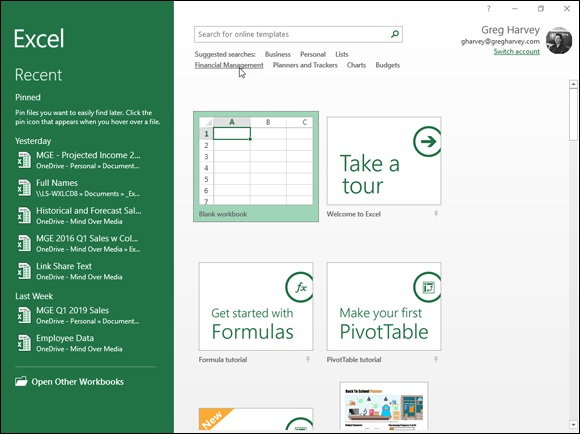 Excel
Recent
Pinned
Pin files you want to easily find later. Click the
pin icon that appears when you hover over a file.
Yesterday
MGE - Projected Income 2...
OneDrive - Personal » Document...
Full Names
\\LS-WXLCD8 » Documents » _Ex...
Historical and Forecast Sal...
OneDrive - Mind Over Media
MGE 2016 Q1 Sales w Col...
OneDrive - Mind Over Media
Link Share Text
OneDrive - Mind Over Media
Last Week
MGE Q1 2019 Sales
OneDrive - Personal » Document...
Employee Data
OneDrive - Mind Over Media
Open Other Workbooks
?
Greg Harvey
gharvey@gregharvey.com
Switch account
Search for online templates
Suggested searches: Business Personal Lists
Financial Management Planners and Trackers Charts Budgets
A B C
1
2
3
4
5
6
7
Blank workbook
Take a
tour
Welcome to Excel
fx
Get started with
Formulas
Formula tutorial
Make your first
PivotTable
PivotTable tutorial
New
Back To School Planner